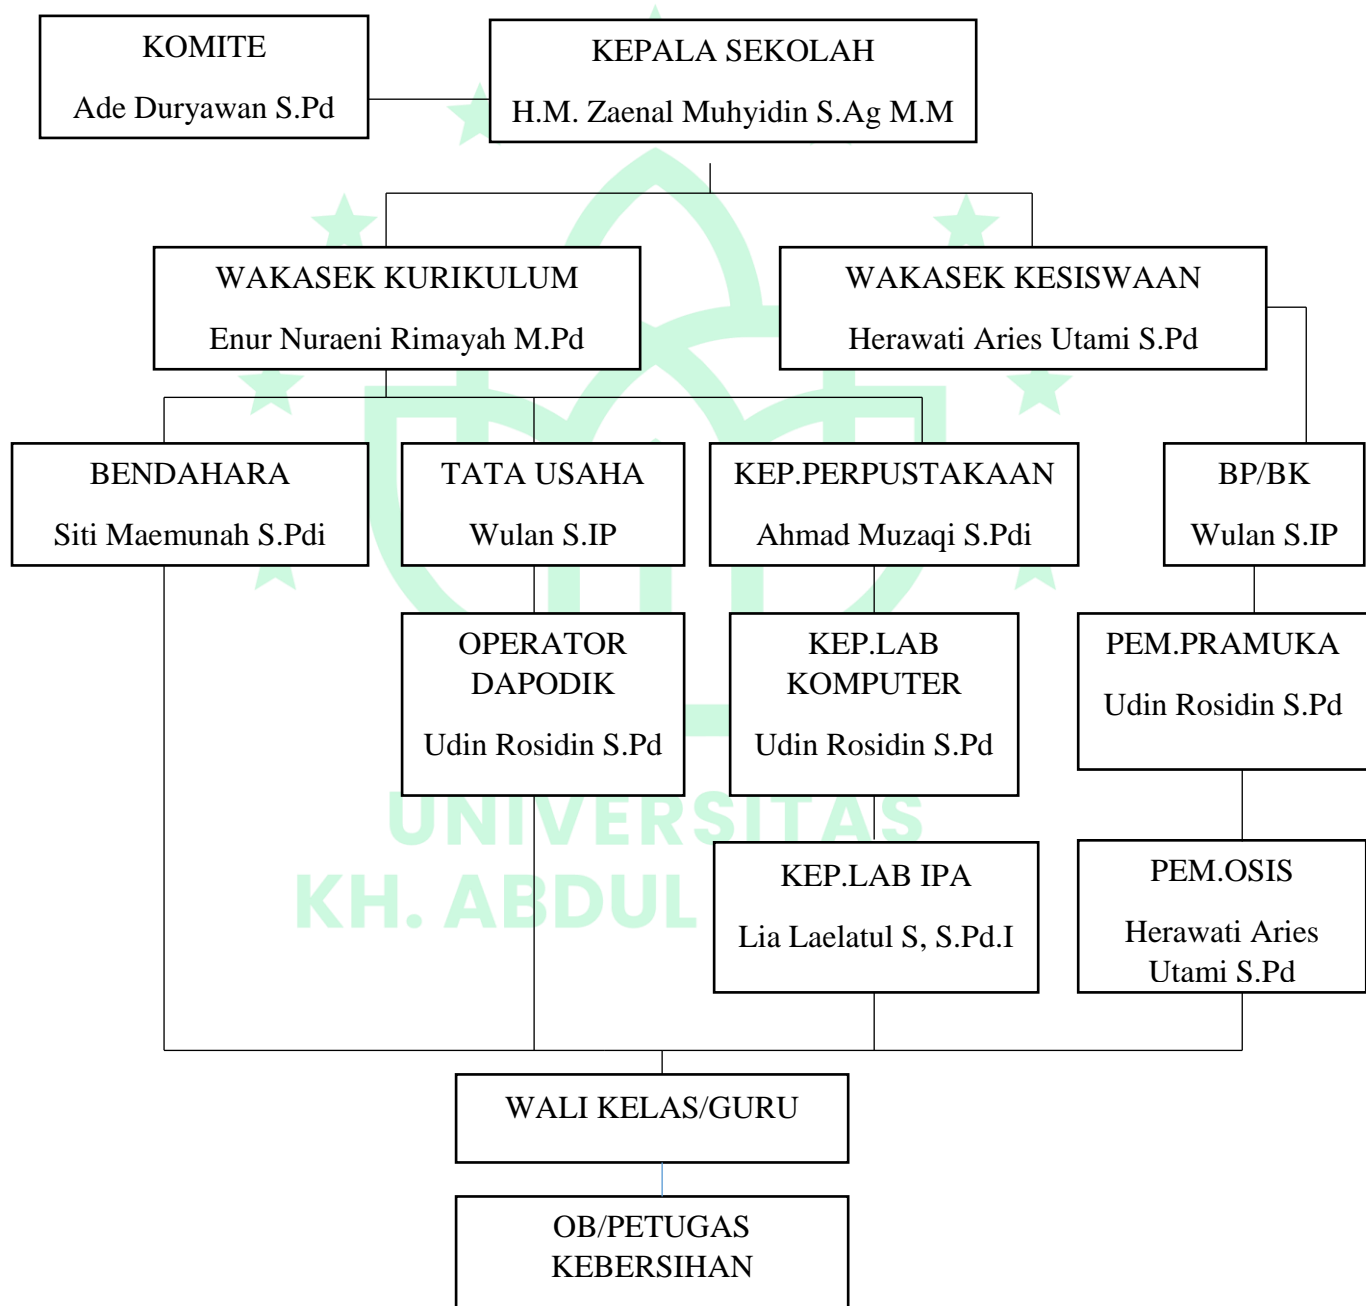 KOMITE
Ade Duryawan S.Pd
KEPALA SEKOLAH
H.M. Zaenal Muhyidin S.Ag M.M
WAKASEK KURIKULUM
Enur Nuraeni Rimayah M.Pd
WAKASEK KESISWAAN
Herawati Aries Utami S.Pd
BENDAHARA
Siti Maemunah S.Pdi
TATA USAHA
Wulan S.IP
KEP.PERPUSTAKAAN
Ahmad Muzaqi S.Pdi
BP/BK
Wulan S.IP
OPERATOR
DAPODIK
Udin Rosidin S.Pd
KEP.LAB
KOMPUTER
Udin Rosidin S.Pd
PEM.PRAMUKA
Udin Rosidin S.Pd
UNIVERSITAS
KH. ABDUL
KEP.LAB IPA
Lia Laelatul S, S.Pd.I
PEM.OSIS
Herawati Aries
Utami S.Pd
WALI KELAS/GURU
OB/PETUGAS
KEBERSIHAN